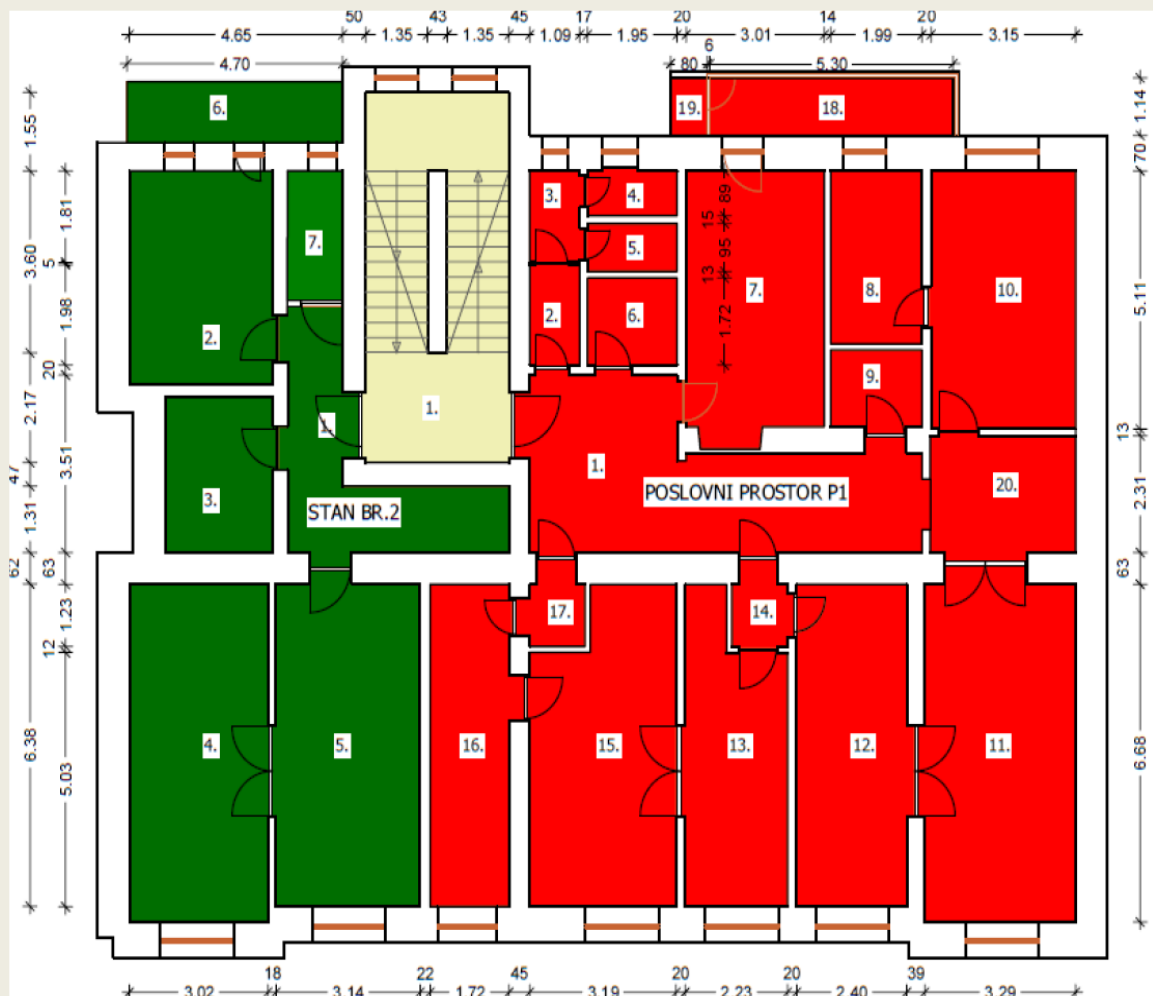 50 43 45 17 20 14 20
4.65 1.35 1.35 1.09 1.95 3.01 1.99 3.15
6
4.70 80 5.30
6. 19. 18.
1.55 1.14
70
3. 4.
1.81 89
7. 5. 15
3.60 5 95 5.11
13
2. 1.98 2. 6. 7. 8. 10.
1.72
20 9.
1. 1.
2.17 13
3.51 1. 20.
47 3. STAN BR.2 POSLOVNI PROSTOR P1 2.31
1.31
62 63 63
1.23 17. 14.
12
4. 5. 16. 15. 13. 12. 11.
6.38 5.03 6.68
18 22 45 20 20 39
3.02 3.14 1.72 3.19 2.23 2.40 3.29